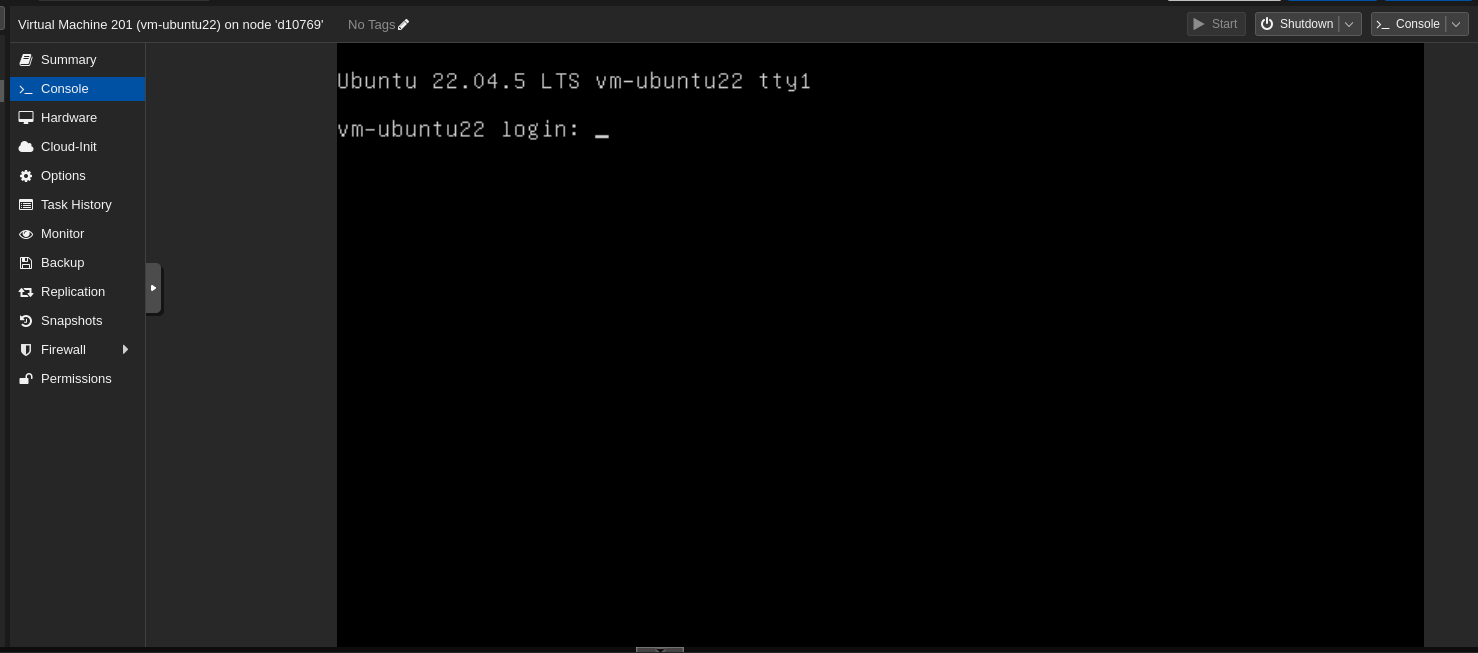 Virtual Machine 201 (vm-ubuntu22) on node 'd10769' No Tags Start Shutdown Console
Summary
Console
Hardware
Cloud-Init
Options
Task History
Monitor
Backup
Replication
Snapshots
Firewall
Permissions
Ubuntu 22.04.5 LTS vm-ubuntu22 tty1
vm-ubuntu22 login: _